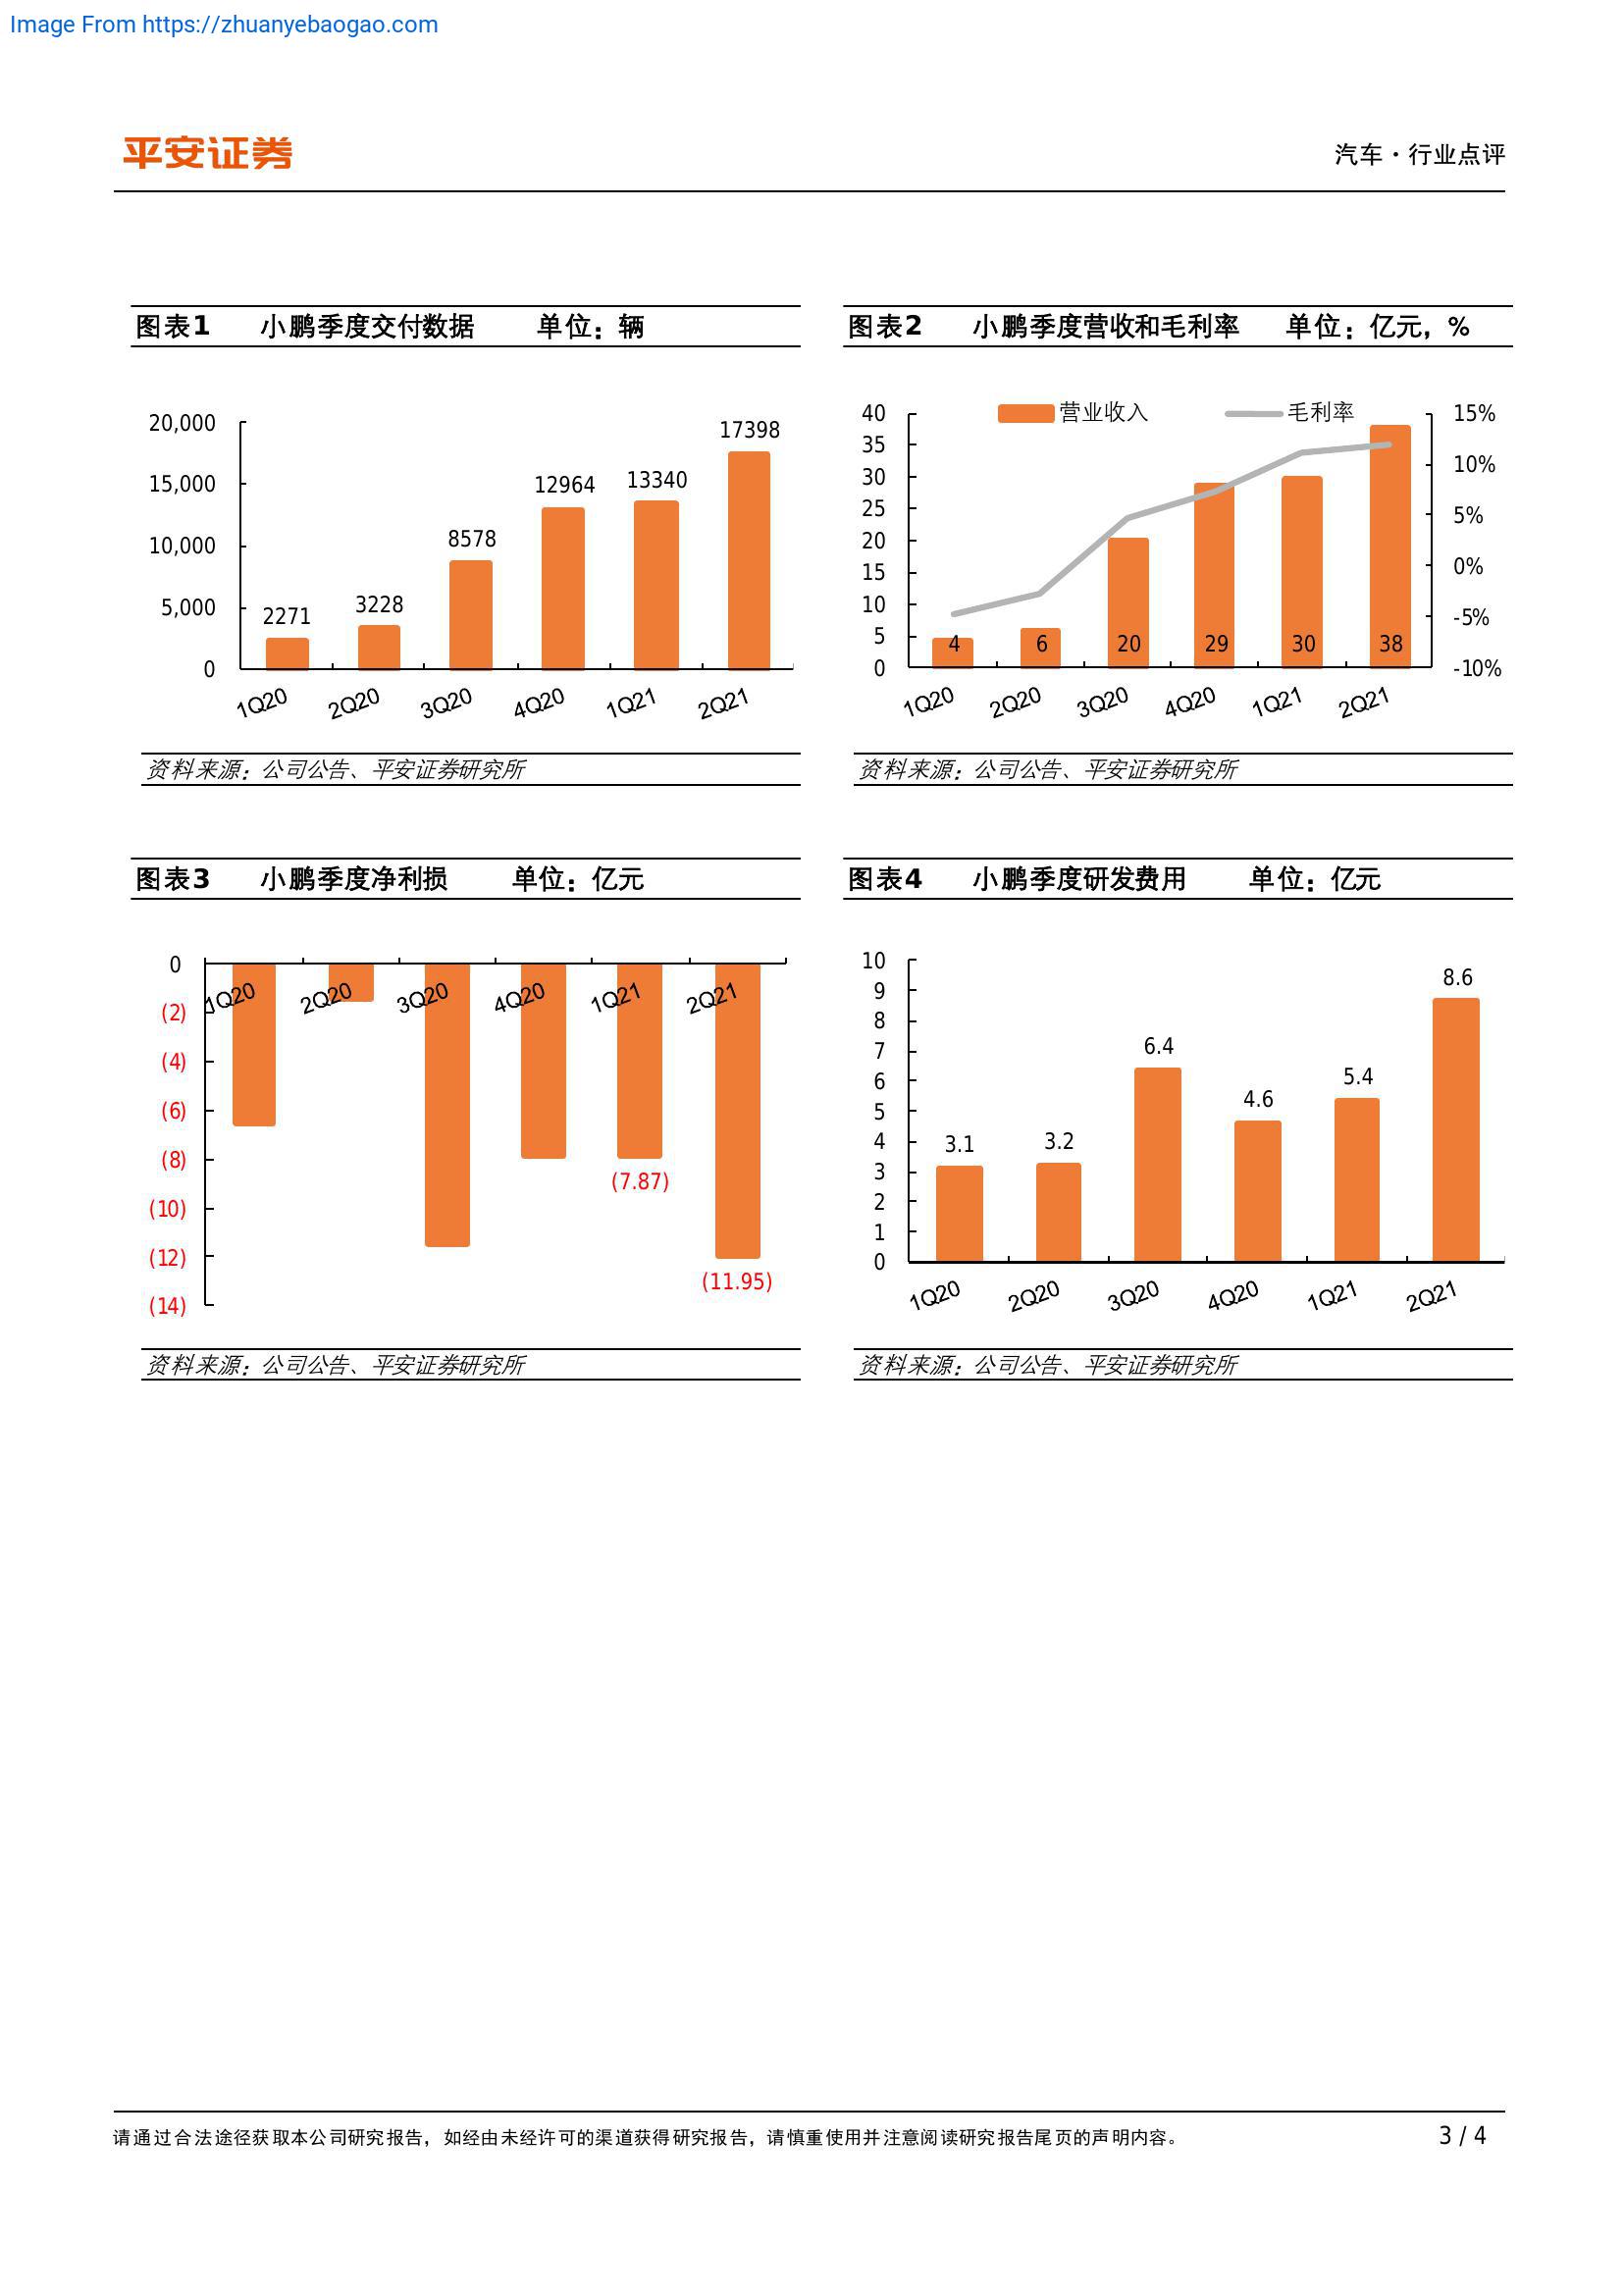 Image From https://zhuanyebaogao.com
平安证券
汽车·行业点评
图表1 小鹏季度交付数据 单位：辆
20,000
15,000
10,000
5,000
0
2271
3228
8578
12964
13340
17398
1Q20 2Q20 3Q20 4Q20 1Q21 2Q21
资料来源：公司公告、平安证券研究所
图表2 小鹏季度营收和毛利率 单位：亿元，%
营业收入 毛利率
40
35
30
25
20
15
10
5
0
15%
10%
5%
0%
-5%
-10%
4 6 20 29 30 38
1Q20 2Q20 3Q20 4Q20 1Q21 2Q21
资料来源：公司公告、平安证券研究所
图表3 小鹏季度净利损 单位：亿元
0
(2)
(4)
(6)
(8)
(10)
(12)
(14)
1Q20 2Q20 3Q20 4Q20 1Q21 2Q21
(7.87)
(11.95)
资料来源：公司公告、平安证券研究所
图表4 小鹏季度研发费用 单位：亿元
10
9
8
7
6
5
4
3
2
1
0
3.1
3.2
6.4
4.6
5.4
8.6
1Q20 2Q20 3Q20 4Q20 1Q21 2Q21
资料来源：公司公告、平安证券研究所
请通过合法途径获取本公司研究报告，如经由未经许可的渠道获得研究报告，请慎重使用并注意阅读研究报告尾页的声明内容。
3 / 4